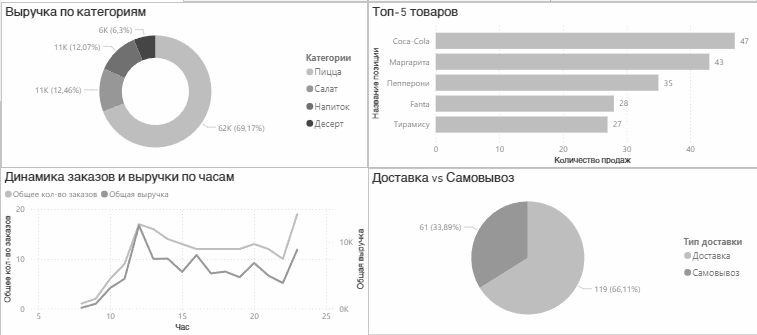 Выручка по категориям
6K (6,3%)
11K (12,07%)
11K (12,46%)
62K (69,17%)
Категории
Пицца
Салат
Напиток
Десерт
Топ-5 товаров
Название позиции
Coca-Cola
47
Маргарита
43
Пепперони
35
Fanta
28
Тирамису
27
0 10 20 30 40
Количество продаж
Динамика заказов и выручки по часам
Общее кол-во заказов Общая выручка
Общее кол-во заказов
20
10
0
10K
0K
Общая выручка
5 10 15 20 25
Час
Доставка vs Самовывоз
61 (33,89%)
119 (66,11%)
Тип доставки
Доставка
Самовывоз